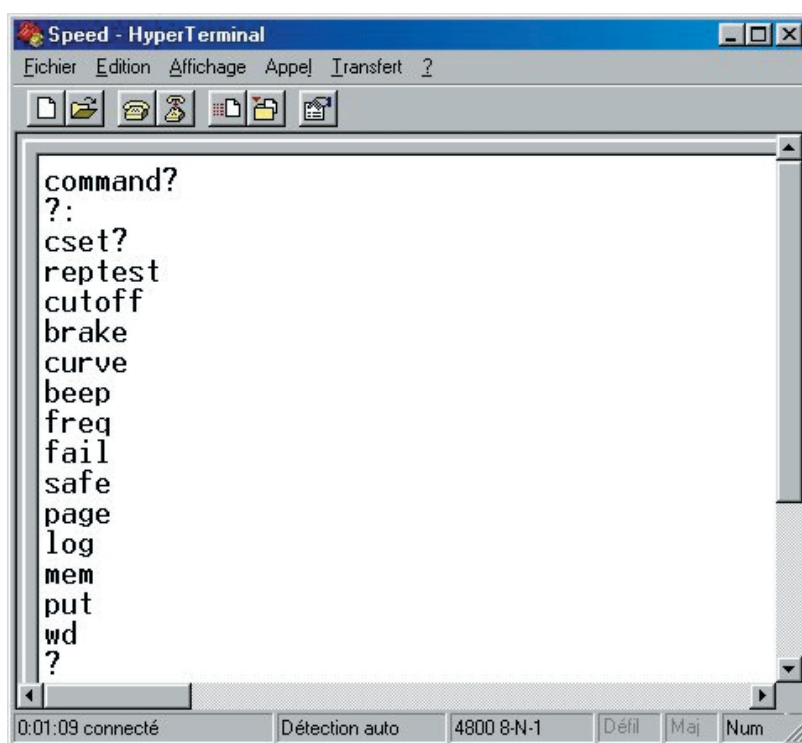 Speed - HyperTerminal
Fichier Edition Affichage Appel Transfert ?
command?
?:
cset?
reptest
cutoff
brake
curve
beep
freq
fail
safe
page
log
mem
put
wd
?
0:01:09 connecté Détection auto 4800 8-N-1 Défil Maj Num